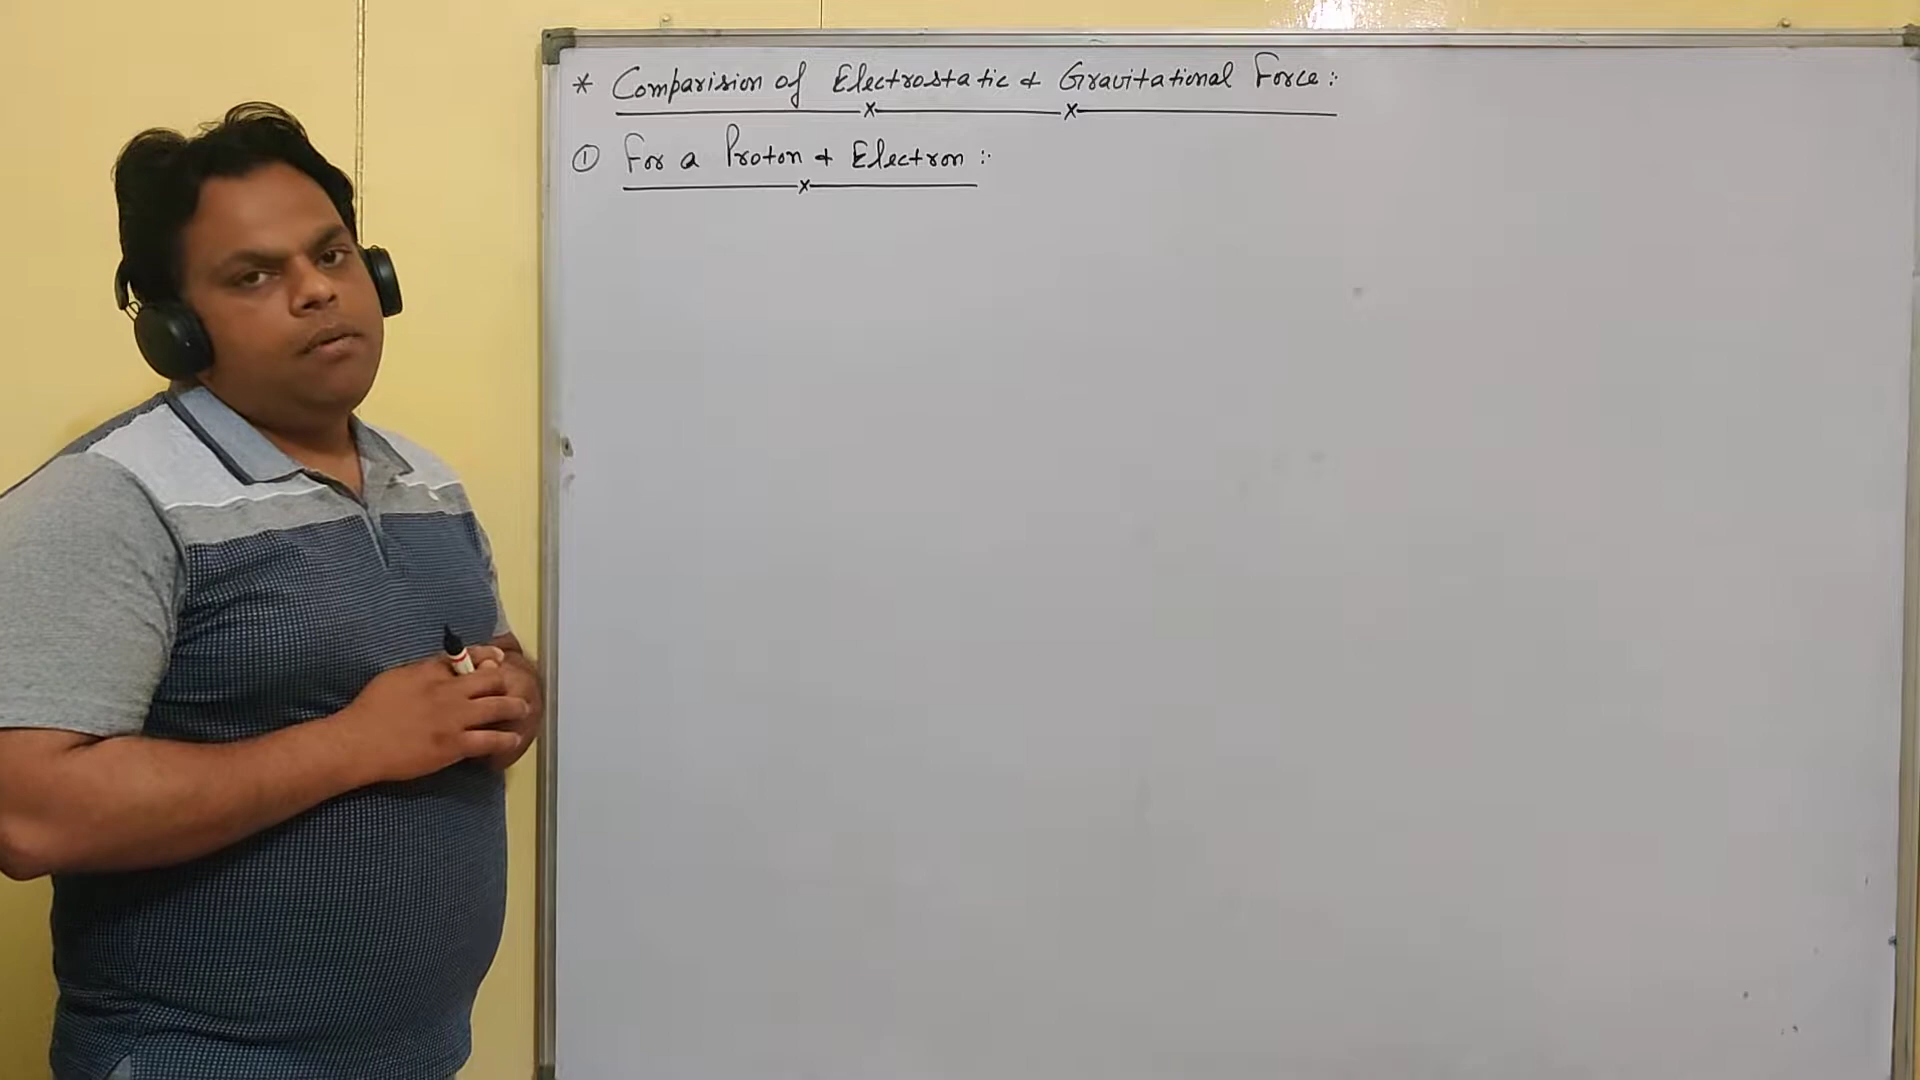 * Comparision of Electrostatic & Gravitational Force :
① For a Proton & Electron :